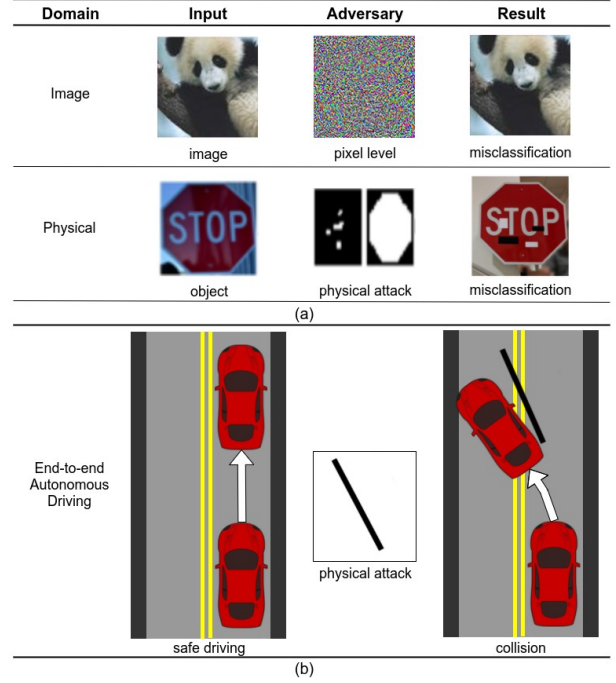 Domain Input Adversary Result
Image
image pixel level misclassification
Physical
STOP STOP
object physical attack misclassification
(a)
End-to-end
Autonomous
Driving
physical attack
safe driving collision
(b)